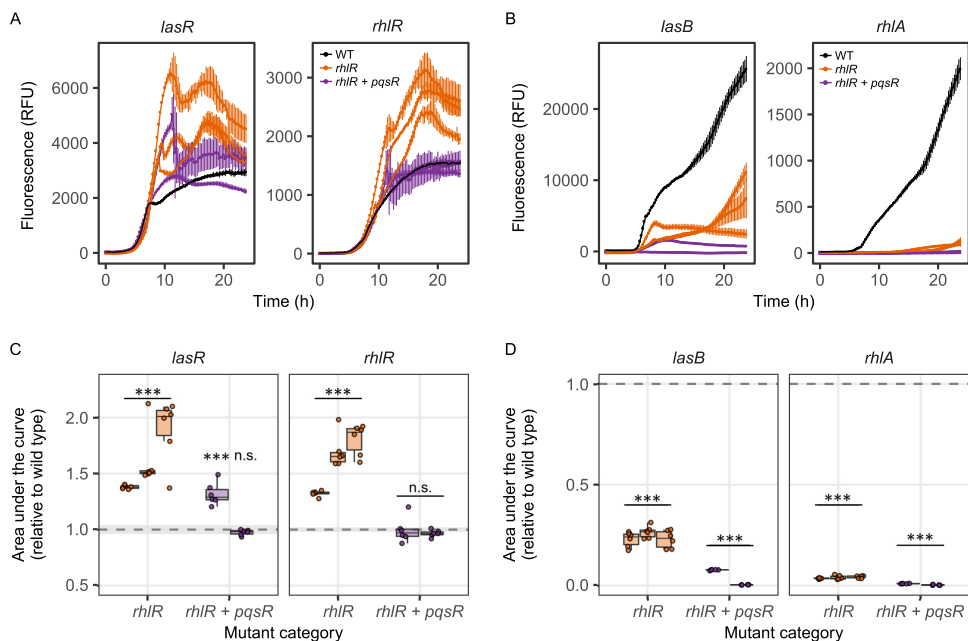 A
lasR
rhlR
WT
rhlR
rhlR + pqsR
Fluorescence (RFU)
6000
4000
2000
0
3000
2000
1000
0
0 10 20
0 10 20
Time (h)
B
lasB
rhlA
WT
rhlR
rhlR + pqsR
Fluorescence (RFU)
20000
10000
0
2000
1500
1000
500
0
0 10 20
0 10 20
Time (h)
C
lasR
rhlR
Area under the curve
(relative to wild type)
2.0
1.5
1.0
0.5
***
*** n.s.
***
n.s.
rhlR rhlR + pqsR
rhlR rhlR + pqsR
Mutant category
D
lasB
rhlA
Area under the curve
(relative to wild type)
1.0
0.5
0.0
***
***
***
***
rhlR rhlR + pqsR
rhlR rhlR + pqsR
Mutant category